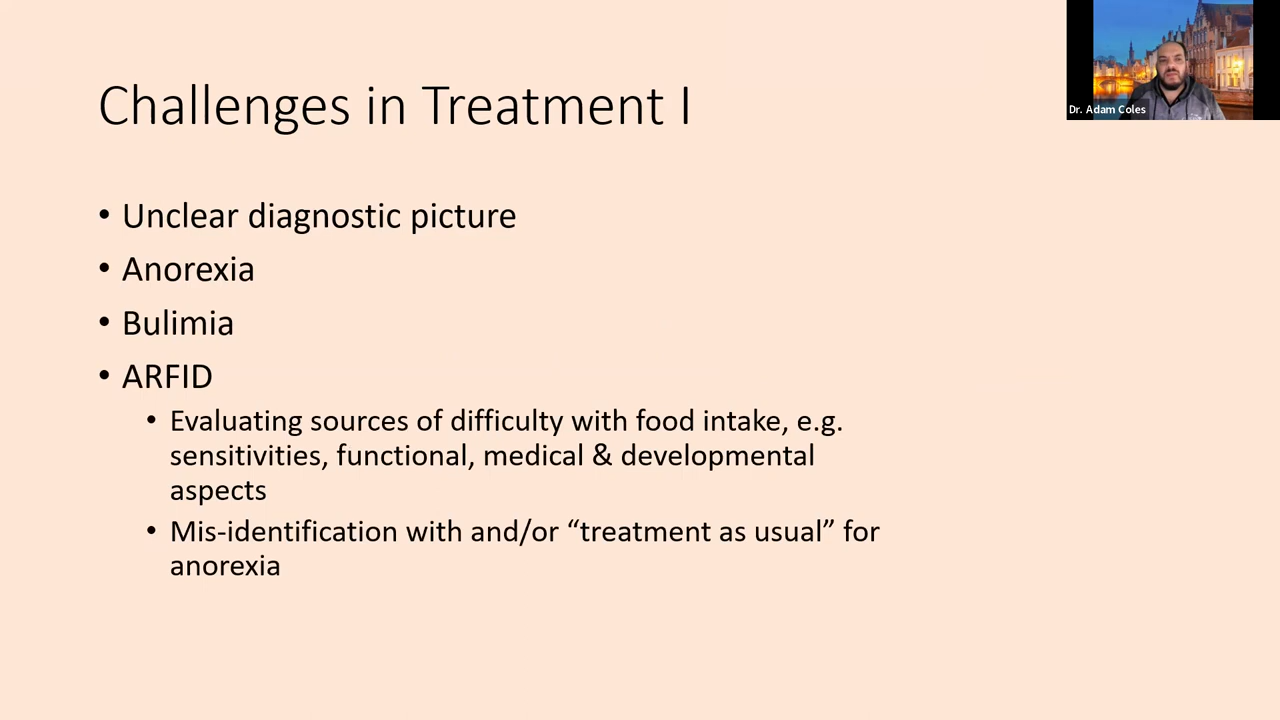 Challenges in Treatment I
Dr. Adam Coles
• Unclear diagnostic picture
• Anorexia
• Bulimia
• ARFID
• Evaluating sources of difficulty with food intake, e.g.
sensitivities, functional, medical & developmental
aspects
• Mis-identification with and/or “treatment as usual” for
anorexia